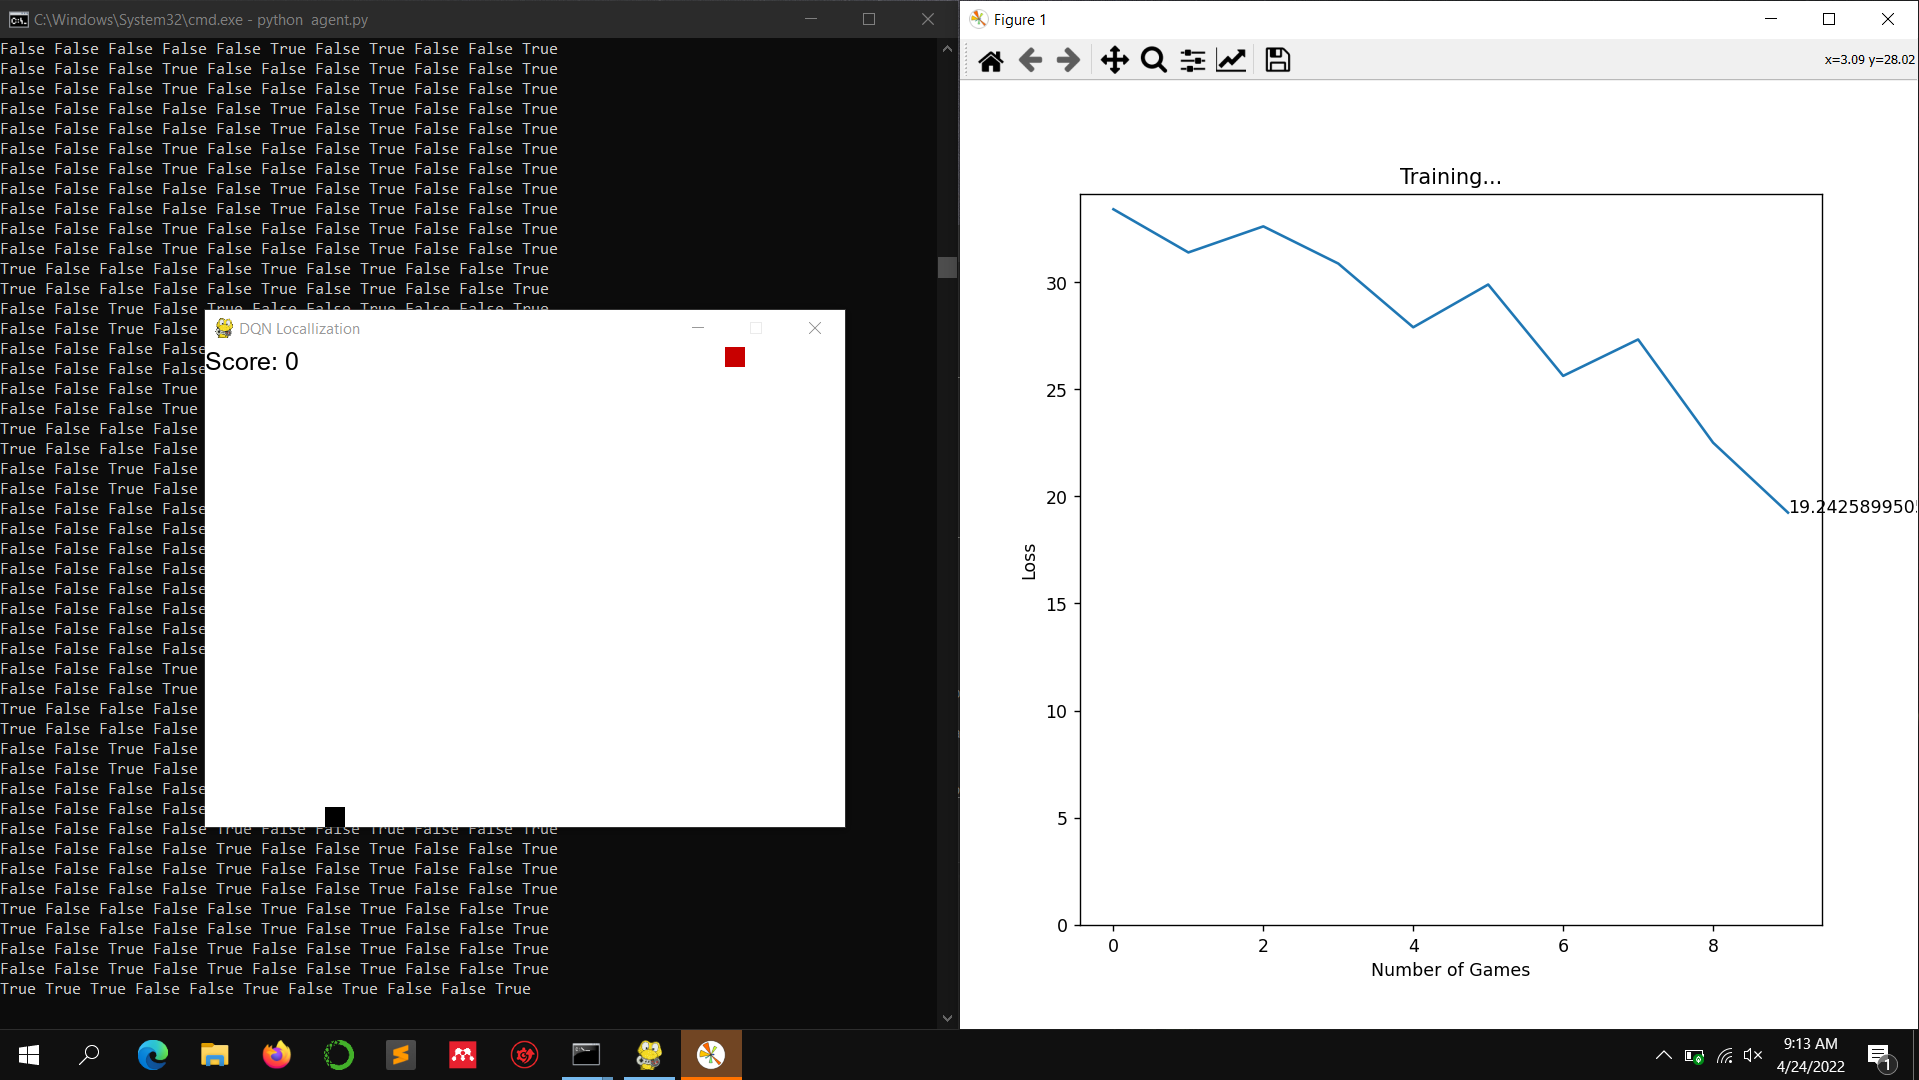 C:\Windows\System32\cmd.exe - python  agent.py
False False False False False True False True False False True
False False False True False False False True False False True
False False False True False False False True False False True
False False False False False True False True False False True
False False False False False True False True False False True
False False False True False False False True False False True
False False False True False False False True False False True
False False False False False True False True False False True
False False False False False True False True False False True
False False False True False False False True False False True
False False False True False False False True False False True
True False False False False True False True False False True
True False False False False True False True False False True
False False True False True False False True False False True
False False True False
False False False False
False False False False
False False False True
False False False True
True False False False
True False False False
False False True False
False False True False
False False False False
False False False False
False False False False
False False False False
False False False False
False False False False
False False False False
False False False False
False False False True
False False False True
True False False False
True False False False
False False True False
False False True False
False False False False
False False False False
False False False False True False False True False False True
False False False False True False False True False False True
False False False False True False False True False False True
False False False False True False False True False False True
True False False False False True False True False False True
True False False False False True False True False False True
False False True False True False False True False False True
False False True False True False False True False False True
True True True False False True False True False False True
DQN Locallization
Score: 0
Figure 1
x=3.09 y=28.02
Training...
30
25
20
15
10
5
0
19.2425899505
Loss
0 2 4 6 8
Number of Games
9:13 AM
4/24/2022
1